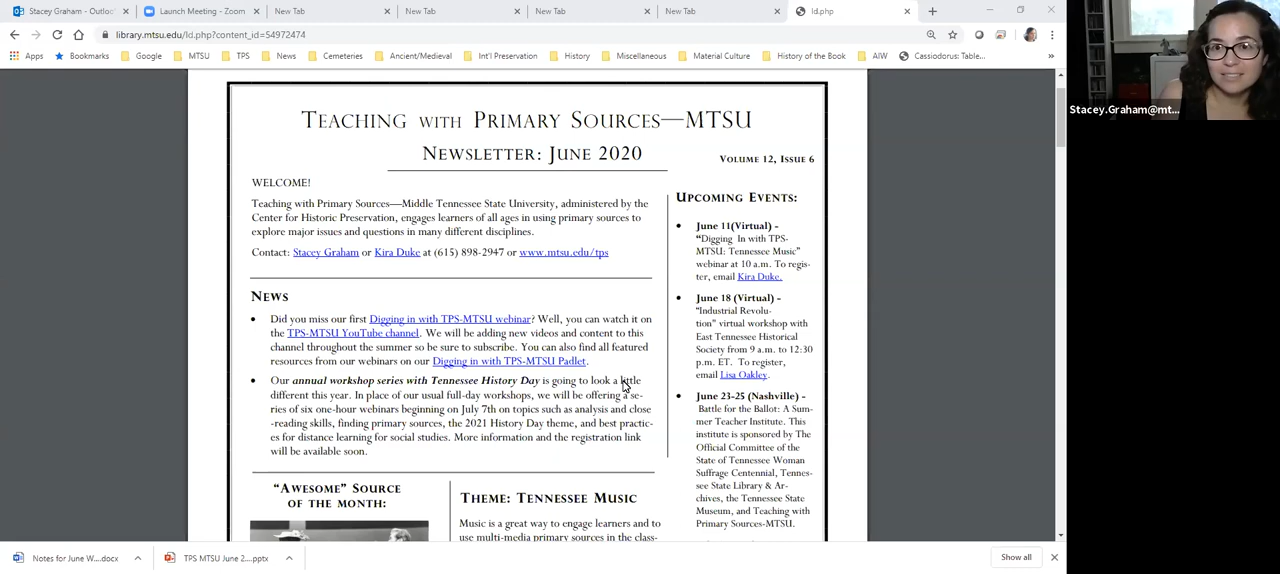 Stacey Graham - Outloo
Launch Meeting - Zoom
New Tab
New Tab
New Tab
New Tab
ld.php
library.mtsu.edu/ld.php?content_id=54972474
Apps
Bookmarks
Google
MTSU
TPS
News
Cemeteries
Ancient/Medieval
Int'l Preservation
History
Miscellaneous
Material Culture
History of the Book
AIW
Cassiodorus: Table...
Stacey.Graham@mt...
Teaching with Primary Sources—MTSU
Newsletter: June 2020
Volume 12, Issue 6
WELCOME!
Teaching with Primary Sources—Middle Tennessee State University, administered by the
Center for Historic Preservation, engages learners of all ages in using primary sources to
explore major issues and questions in many different disciplines.
Contact: Stacey Graham or Kira Duke at (615) 898-2947 or www.mtsu.edu/tps
News
• Did you miss our first Digging in with TPS-MTSU webinar? Well, you can watch it on
the TPS-MTSU YouTube channel. We will be adding new videos and content to this
channel throughout the summer so be sure to subscribe. You can also find all featured
resources from our webinars on our Digging in with TPS-MTSU Padlet.
• Our annual workshop series with Tennessee History Day is going to look a little
different this year. In place of our usual full-day workshops, we will be offering a se-
ries of six one-hour webinars beginning on July 7th on topics such as analysis and close
-reading skills, finding primary sources, the 2021 History Day theme, and best practic-
es for distance learning for social studies. More information and the registration link
will be available soon.
"Awesome" Source
of the month:
Theme: Tennessee Music
Music is a great way to engage learners and to
use multi-media primary sources in the class-
Upcoming Events:
• June 11(Virtual) -
"Digging In with TPS-
MTSU: Tennessee Music"
webinar at 10 a.m. To regis-
ter, email Kira Duke.
• June 18 (Virtual) -
"Industrial Revolu-
tion" virtual workshop with
East Tennessee Historical
Society from 9 a.m. to 12:30
p.m. ET. To register,
email Lisa Oakley.
• June 23-25 (Nashville) -
Battle for the Ballot: A Sum-
mer Teacher Institute. This
institute is sponsored by The
Official Committee of the
State of Tennessee Woman
Suffrage Centennial, Tennes-
see State Library & Ar-
chives, the Tennessee State
Museum, and Teaching with
Primary Sources-MTSU.
Notes for June W....docx
TPS MTSU June 2....pptx
Show all